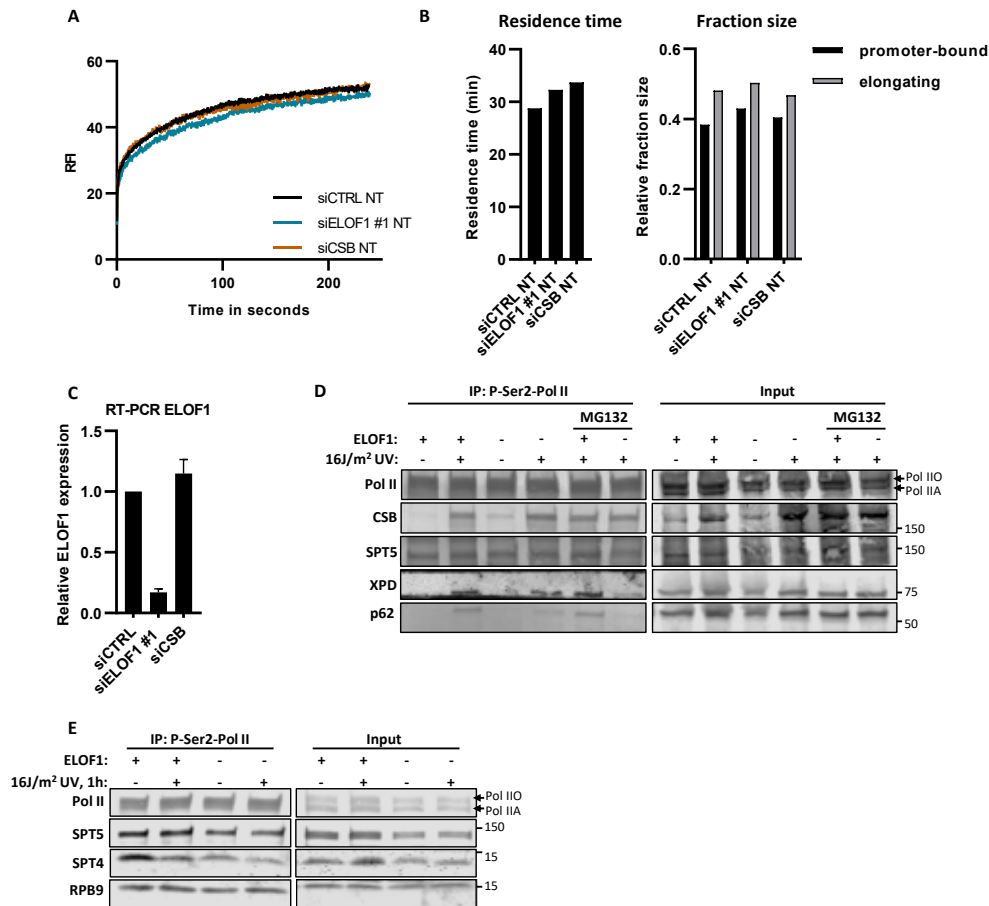 A
RFI
60
40
20
0
0 100 200
Time in seconds
siCTRL NT
siELOF1 #1 NT
siCSB NT
B
Residence time
Residence time (min)
40
30
20
10
0
siCTRL NT
siELOF1 #1 NT
siCSB NT
Fraction size
Relative fraction size
0.6
0.4
0.2
0.0
siCTRL NT
siELOF1 #1 NT
siCSB NT
promoter-bound
elongating
C
RT-PCR ELOF1
Relative ELOF1 expression
1.5
1.0
0.5
0.0
siCTRL
siELOF1 #1
siCSB
D
IP: P-Ser2-Pol II Input
MG132 MG132
ELOF1: + + - - + - + + - - + -
16J/m² UV: - + - + + + - + - + + +
Pol II Pol IIO
Pol IIA
CSB 150
SPT5 150
XPD 75
p62 50
E
IP: P-Ser2-Pol II Input
ELOF1: + + - - + + - -
16J/m² UV, 1h: - + - + - + - +
Pol II Pol IIO
Pol IIA
SPT5 150
SPT4 15
RPB9 15